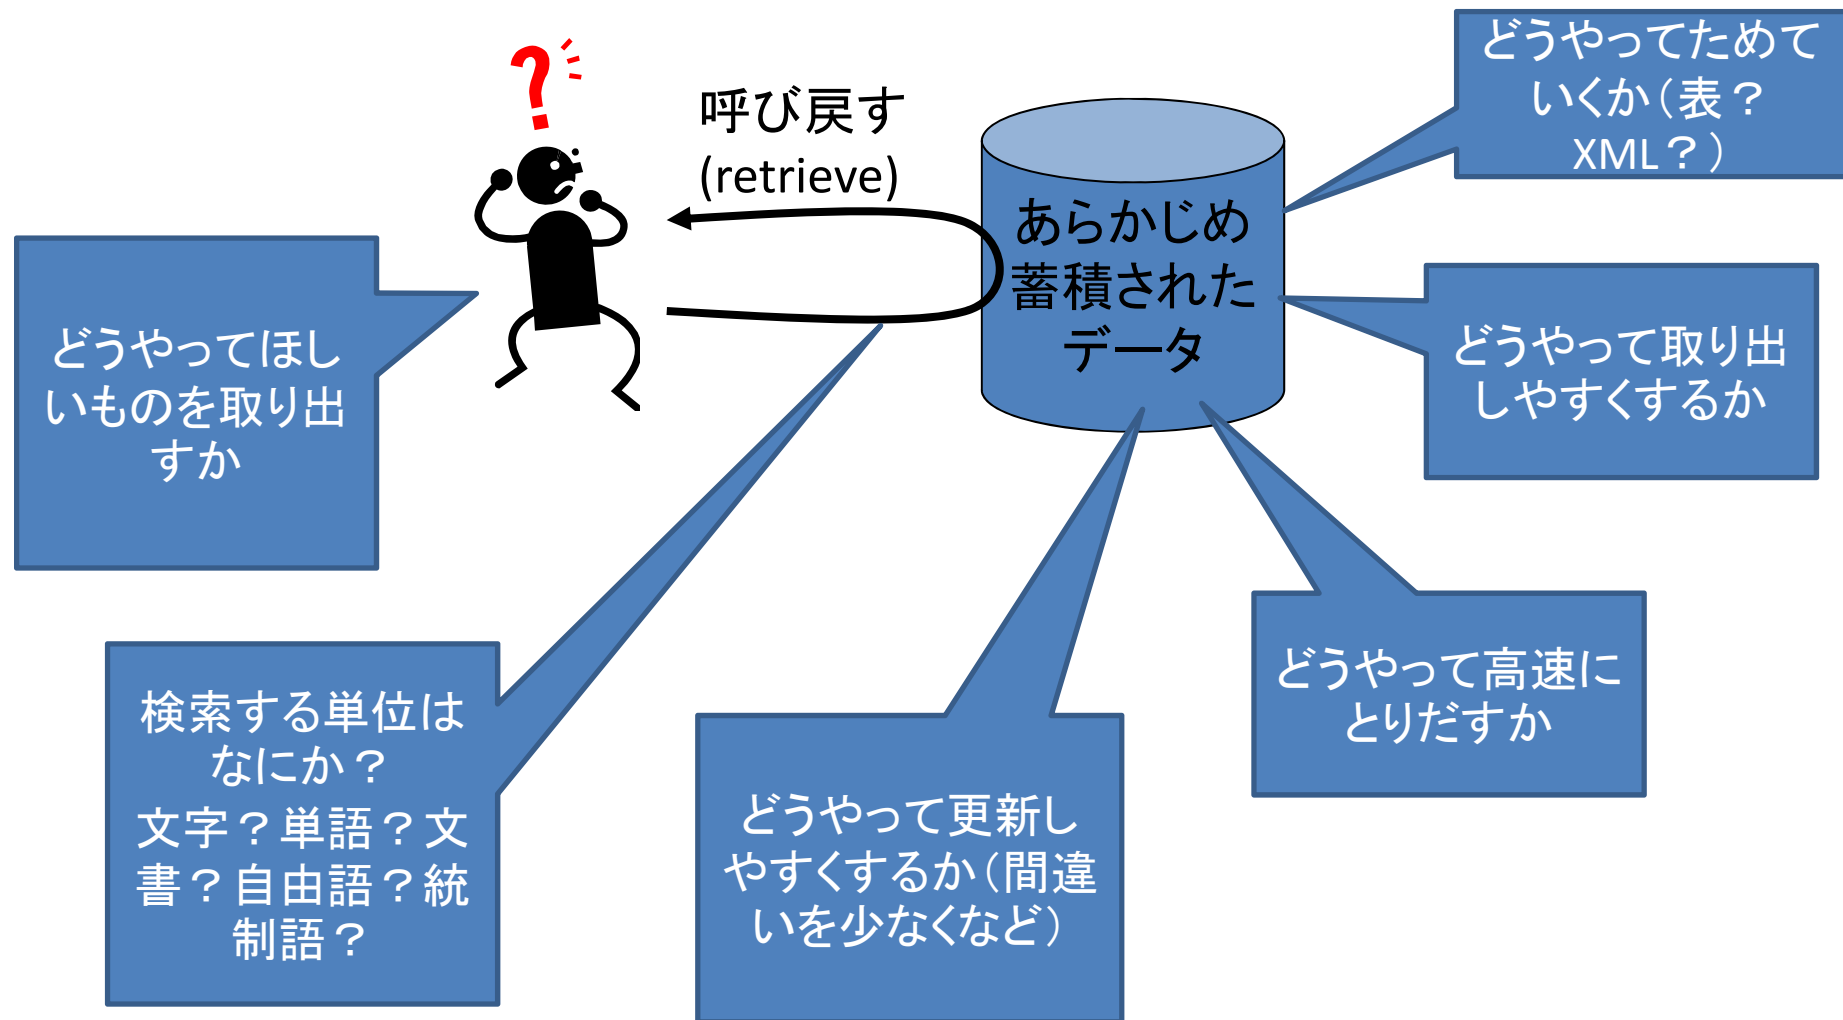 ？
呼び戻す
(retrieve)
あらかじめ
蓄積された
データ
どうやってためて
いくか（表？
XML？）
どうやってほし
いものを取り出
すか
どうやって取り出
しやすくするか
検索する単位は
なにか？
文字？単語？文
書？自由語？統
制語？
どうやって更新し
やすくするか（間違
いを少なくなど）
どうやって高速に
とりだすか